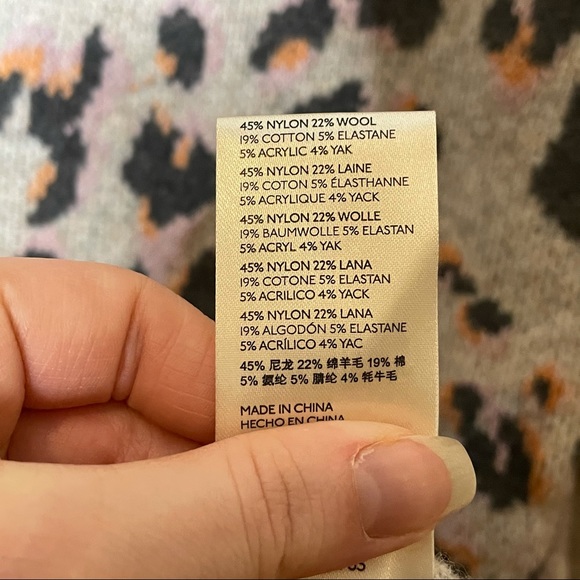 45% NYLON 22% WOOL
19% COTTON 5% ELASTANE
5% ACRYLIC 4% YAK
45% NYLON 22% LAINE
19% COTON 5% ÉLASTHANNE
5% ACRYLIQUE 4% YACK
45% NYLON 22% WOLLE
19% BAUMWOLLE 5% ELASTAN
5% ACRYL 4% YAK
45% NYLON 22% LANA
19% COTONE 5% ELASTAN
5% ACRILICO 4% YACK
45% NYLON 22% LANA
19% ALGODÓN 5% ELASTANE
5% ACRÍLICO 4% YAC
45% 尼龙 22% 绵羊毛 19% 棉
5% 氨纶 5% 腈纶 4% 牦牛毛
MADE IN CHINA
HECHO EN CHINA